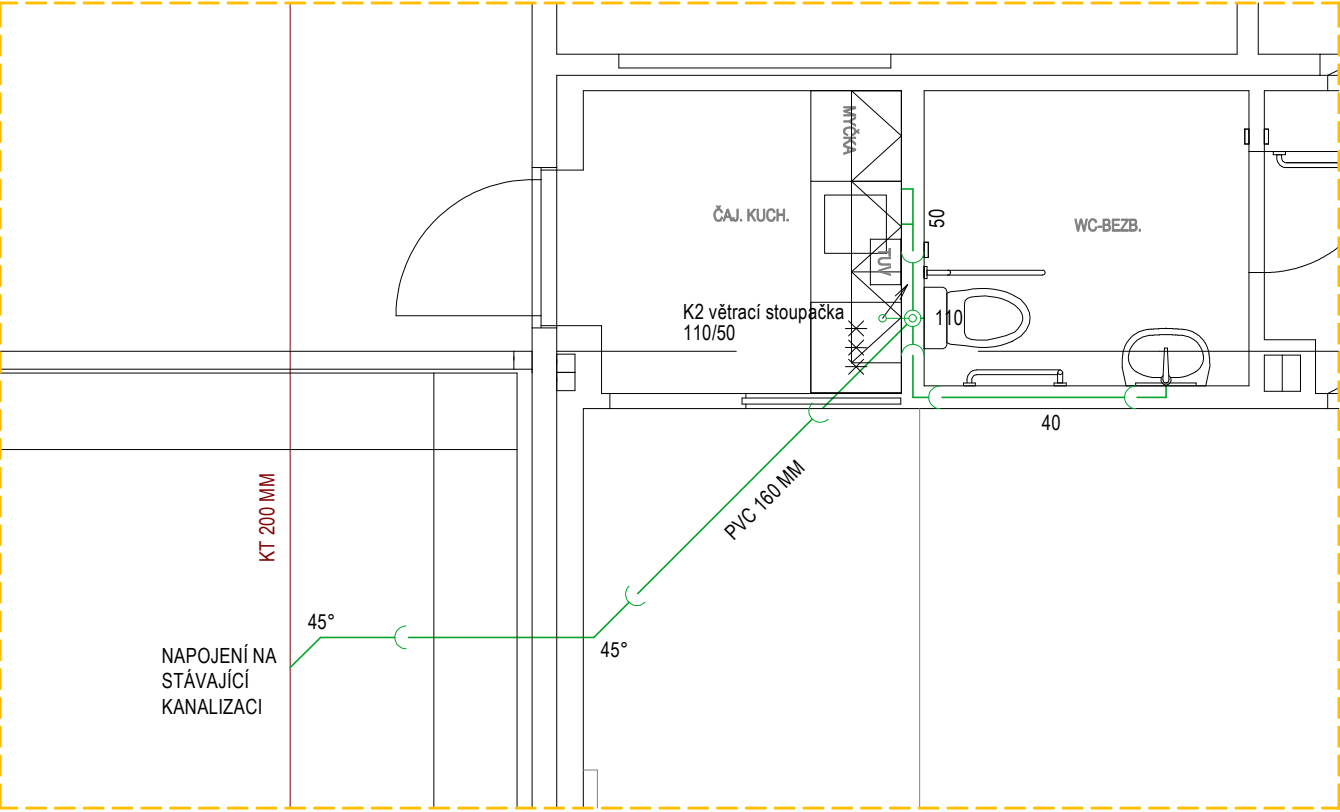 MYČKA
ČAJ. KUCH.
50
WC-BEZB.
TUV
K2 větrací stoupačka
110/50
110
40
KT 200 MM
PVC 160 MM
45°
45°
NAPOJENÍ NA
STÁVAJÍCÍ
KANALIZACI